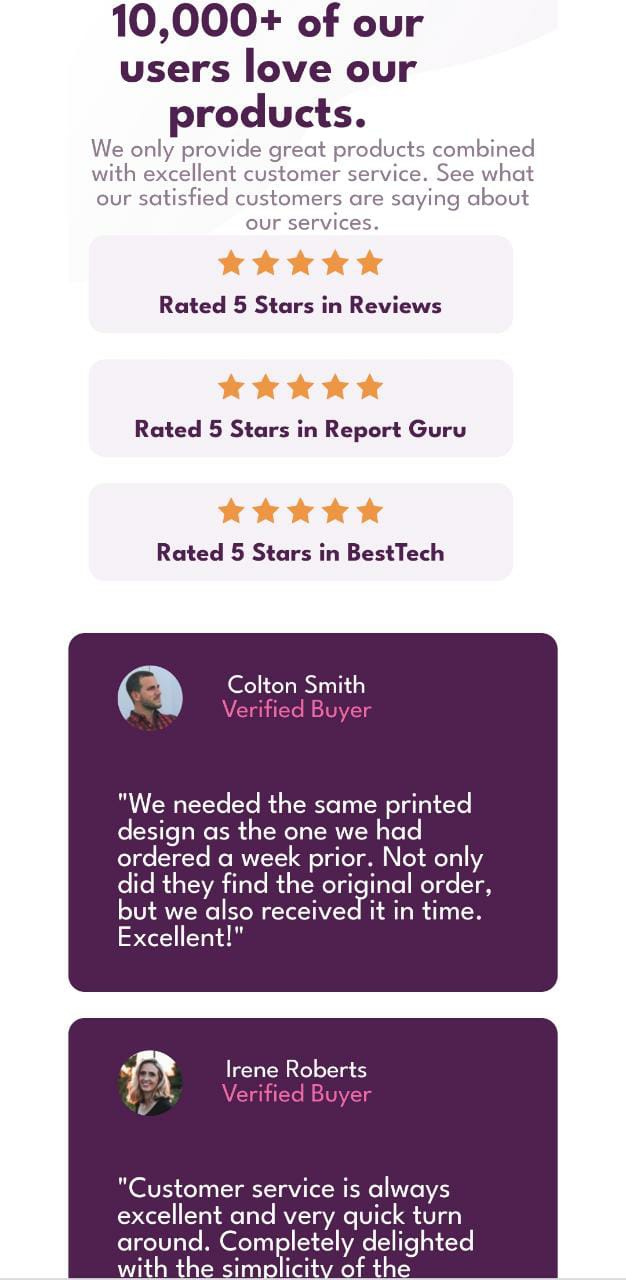 10,000+ of our
users love our
products.
We only provide great products combined
with excellent customer service. See what
our satisfied customers are saying about
our services.
Rated 5 Stars in Reviews
Rated 5 Stars in Report Guru
Rated 5 Stars in BestTech
Colton Smith
Verified Buyer
"We needed the same printed
design as the one we had
ordered a week prior. Not only
did they find the original order,
but we also received it in time.
Excellent!"
Irene Roberts
Verified Buyer
"Customer service is always
excellent and very quick turn
around. Completely delighted
with the simplicity of the